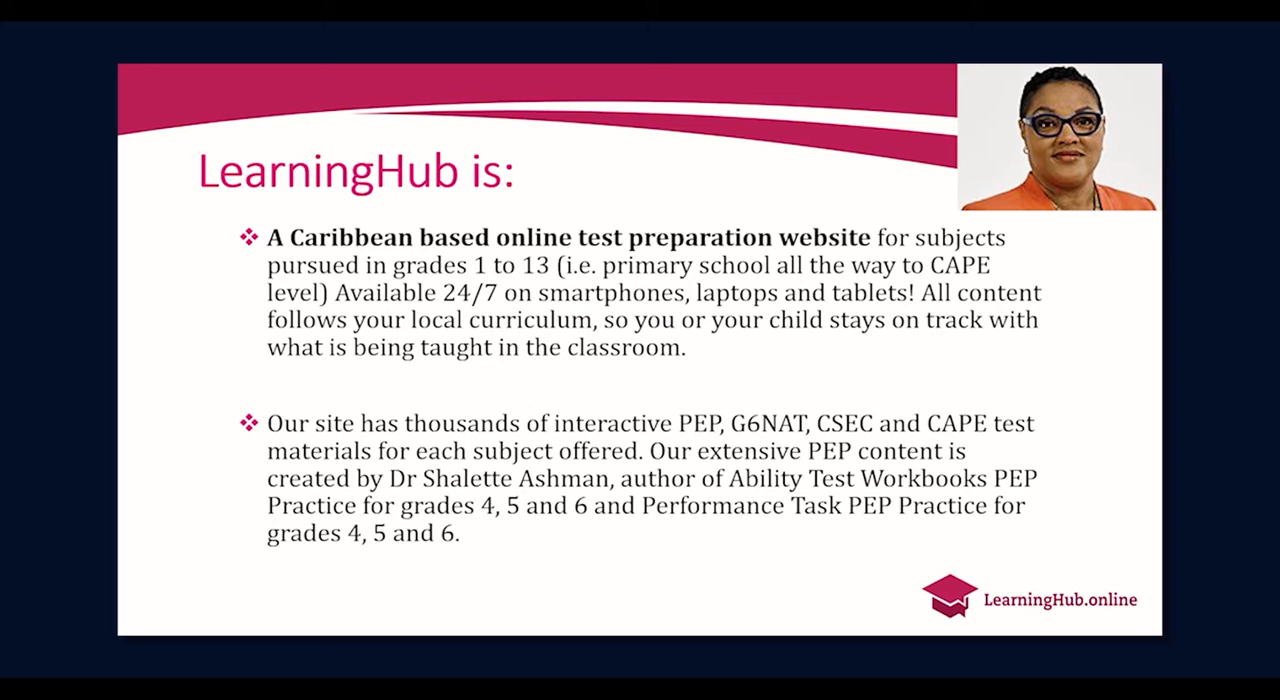 LearningHub is:
A Caribbean based online test preparation website for subjects
pursued in grades 1 to 13 (i.e. primary school all the way to CAPE
level) Available 24/7 on smartphones, laptops and tablets! All content
follows your local curriculum, so you or your child stays on track with
what is being taught in the classroom.
Our site has thousands of interactive PEP, G6NAT, CSEC and CAPE test
materials for each subject offered. Our extensive PEP content is
created by Dr Shalette Ashman, author of Ability Test Workbooks PEP
Practice for grades 4, 5 and 6 and Performance Task PEP Practice for
grades 4, 5 and 6.
LearningHub.online